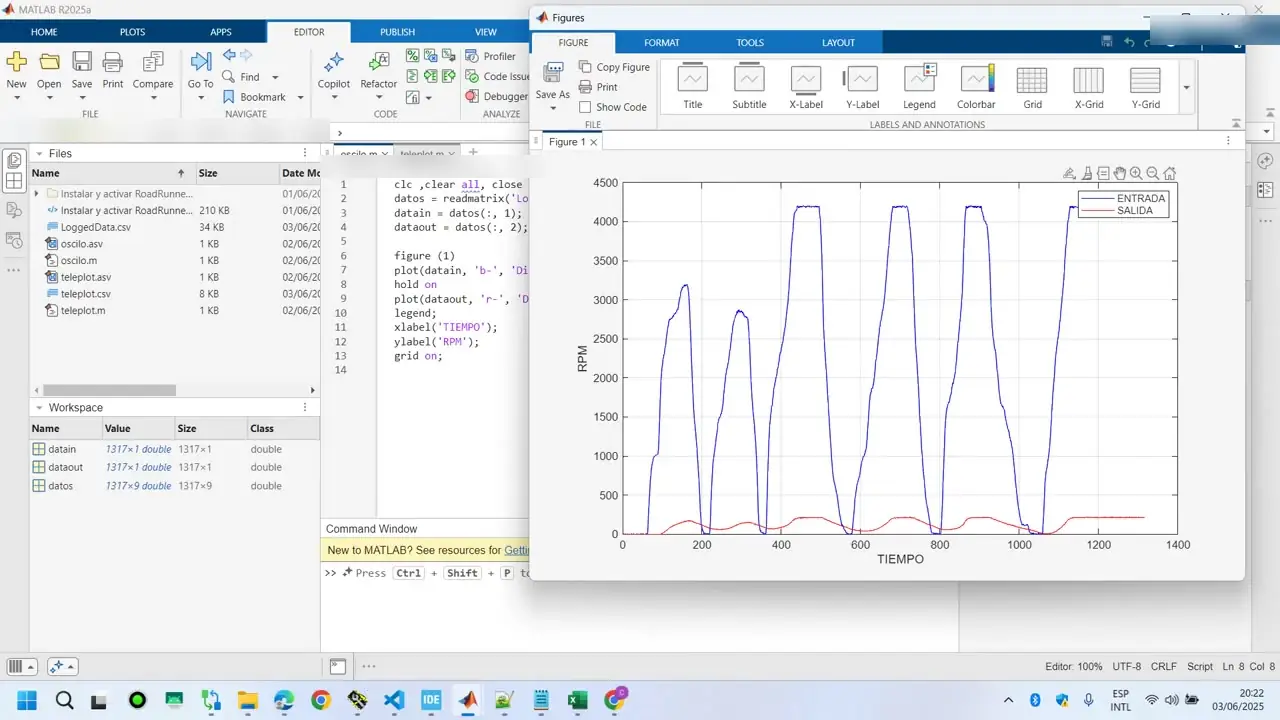 MATLAB R2025a
HOME PLOTS APPS EDITOR PUBLISH VIEW
New Open Save Print Compare
FILE
Go To Find Bookmark
NAVIGATE
Copilot Refactor
CODE
Profiler
Code Issue
Debugger
ANALYZE
Figures
FIGURE FORMAT TOOLS LAYOUT
Save As Copy Figure
Print
Show Code
FILE
Title Subtitle X-Label Y-Label Legend Colorbar Grid X-Grid Y-Grid
LABELS AND ANNOTATIONS
Figure 1
Files
Name Size Date Mo
Instalar y activar RoadRunne... 01/06/20
Instalar y activar RoadRunne... 210 KB 01/06/20
LoggedData.csv 34 KB 03/06/20
oscilo.asv 1 KB 02/06/20
oscilo.m 1 KB 02/06/20
teleplot.asv 1 KB 02/06/20
teleplot.csv 8 KB 03/06/20
teleplot.m 1 KB 02/06/20
Workspace
Name Value Size Class
datain 1317×1 double 1317×1 double
dataout 1317×1 double 1317×1 double
datos 1317×9 double 1317×9 double
oscilo.m teleplot.m
1 clc ,clear all, close
2 datos = readmatrix('Lo
3 datain = datos(:, 1);
4 dataout = datos(:, 2);
5
6 figure (1)
7 plot(datain, 'b-', 'Di
8 hold on
9 plot(dataout, 'r-', 'D
10 legend;
11 xlabel('TIEMPO');
12 ylabel('RPM');
13 grid on;
14
Command Window
New to MATLAB? See resources for Getti
>> Press Ctrl + Shift + P to
ENTRADA
SALIDA
4500
4000
3500
3000
2500
2000
1500
1000
500
0
RPM
0 200 400 600 800 1000 1200 1400
TIEMPO
Editor: 100% UTF-8 CRLF Script Ln 8 Col 8
IDE
C
ESP
INTL
20:22
03/06/2025